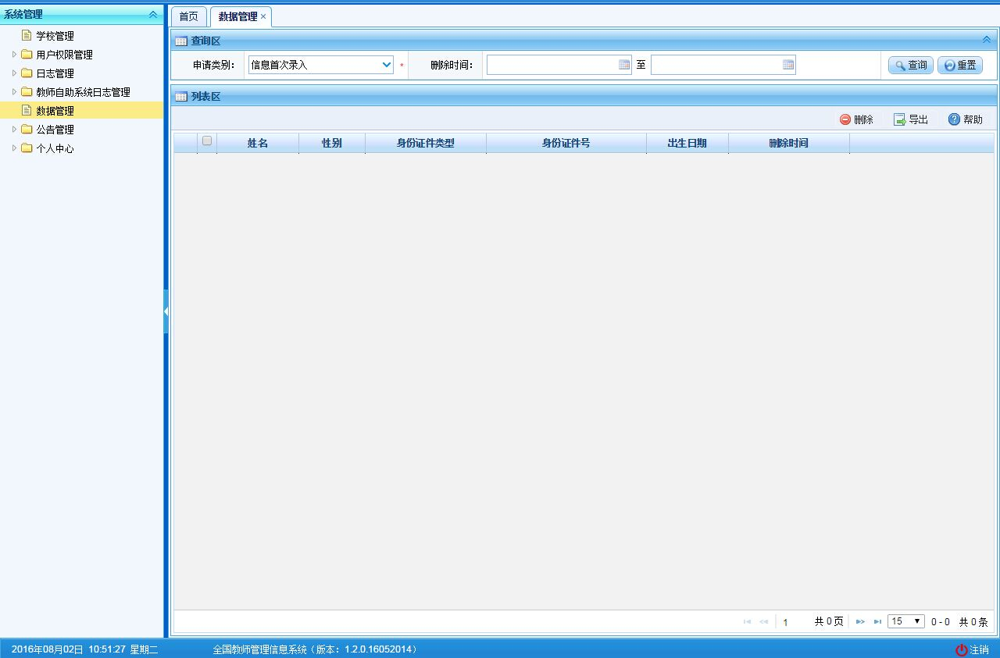 系统管理
学校管理
用户权限管理
日志管理
教师自助系统日志管理
数据管理
公告管理
个人中心
首页 数据管理 ×
查询区
申请类别： 信息首次录入 * 删除时间： 至 查询 重置
列表区
删除 导出 帮助
姓名 性别 身份证件类型 身份证件号 出生日期 删除时间
1 共 0 页 15 0 - 0 共 0 条
2016年08月02日 10:51:27 星期二 全国教师管理信息系统（版本：1.2.0.16052014） 注销